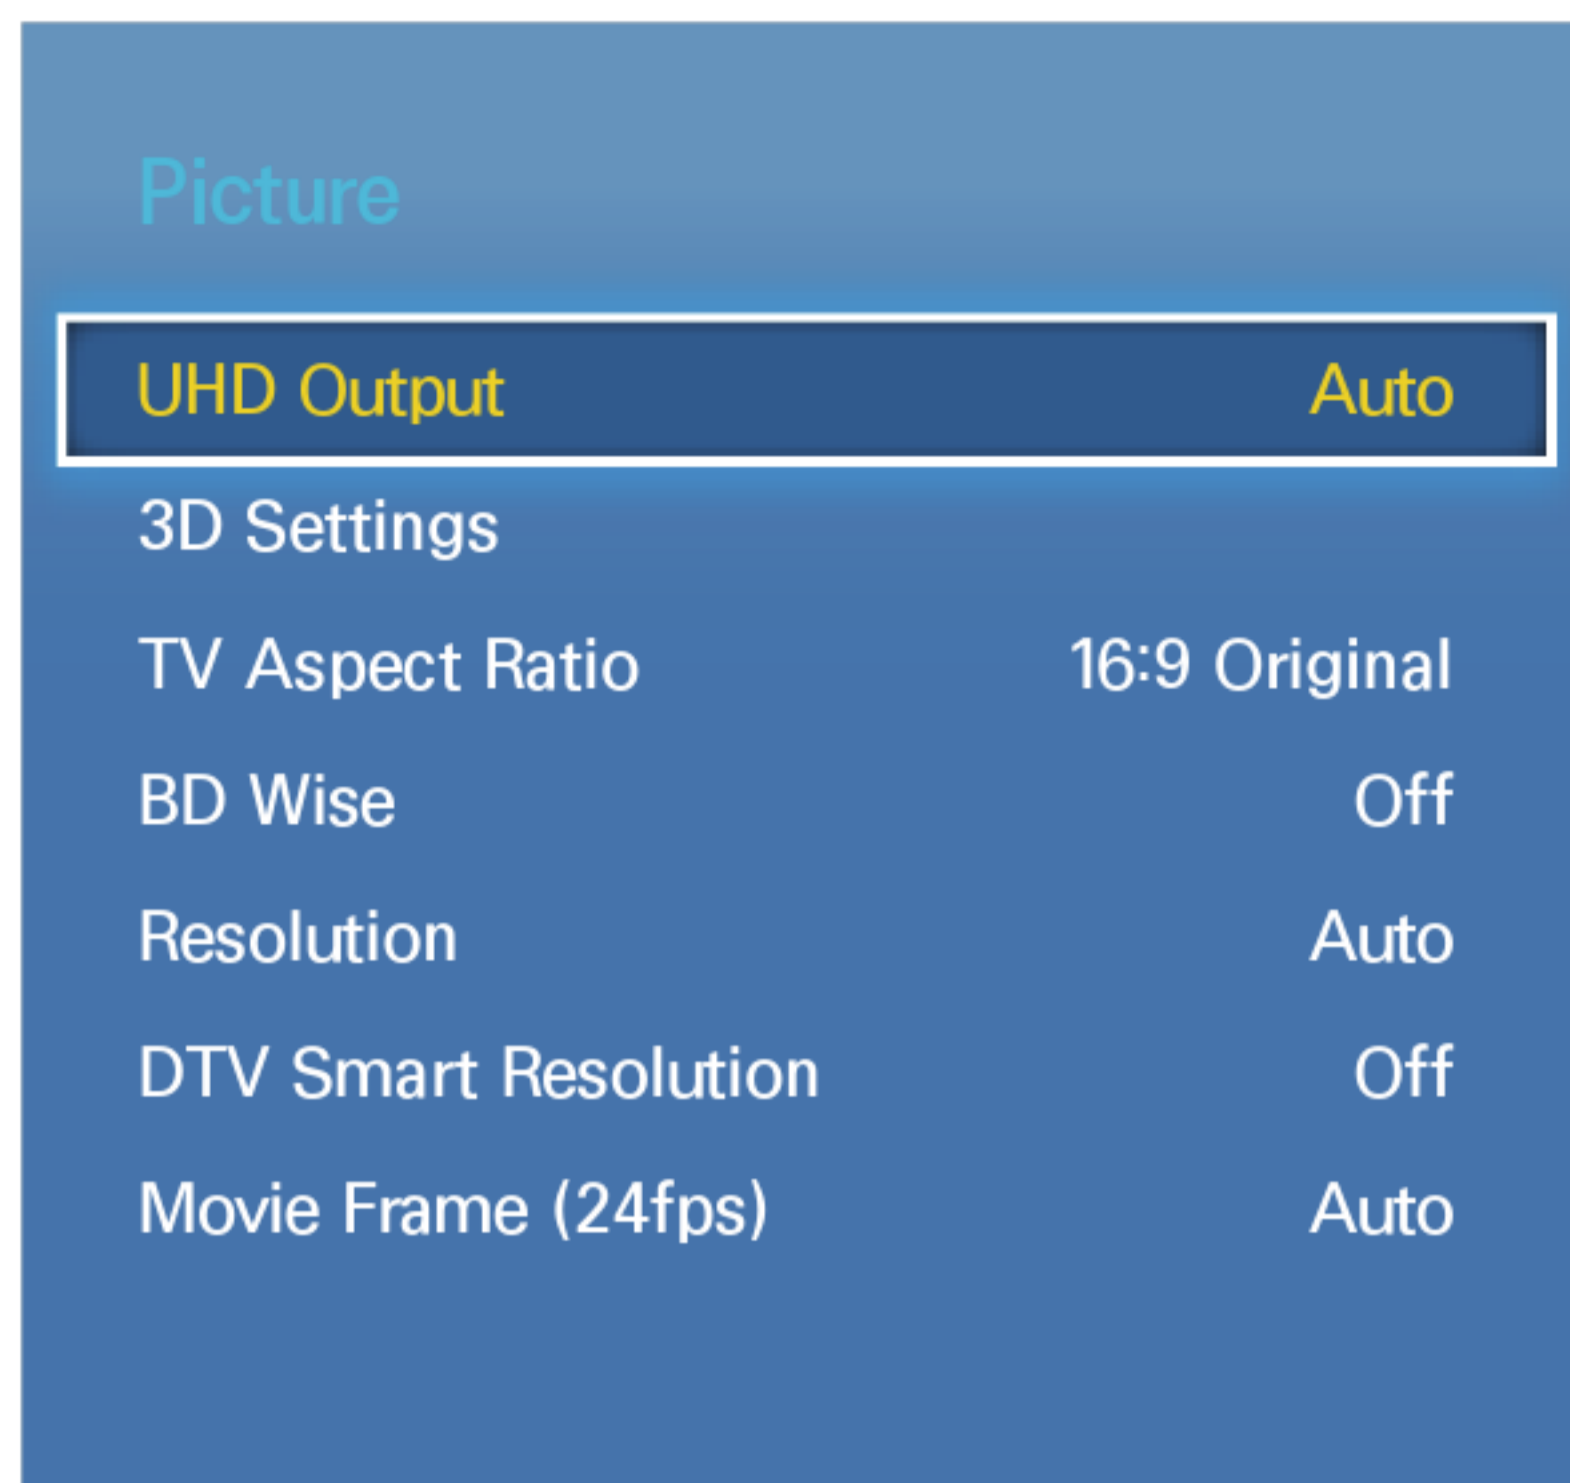 Picture
UHD Output Auto
3D Settings
TV Aspect Ratio 16:9 Original
BD Wise Off
Resolution Auto
DTV Smart Resolution Off
Movie Frame (24fps) Auto